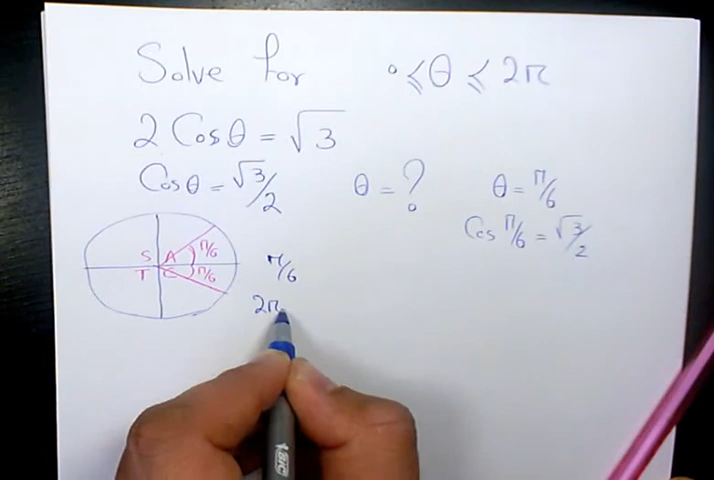 Solve for 0 ≤ θ ≤ 2π
2 Cos θ = √3
Cos θ = √3/2 θ = ? θ = π/6
Cos π/6 = √3/2
S A π/6
T C π/6
π/6
2π
BIC